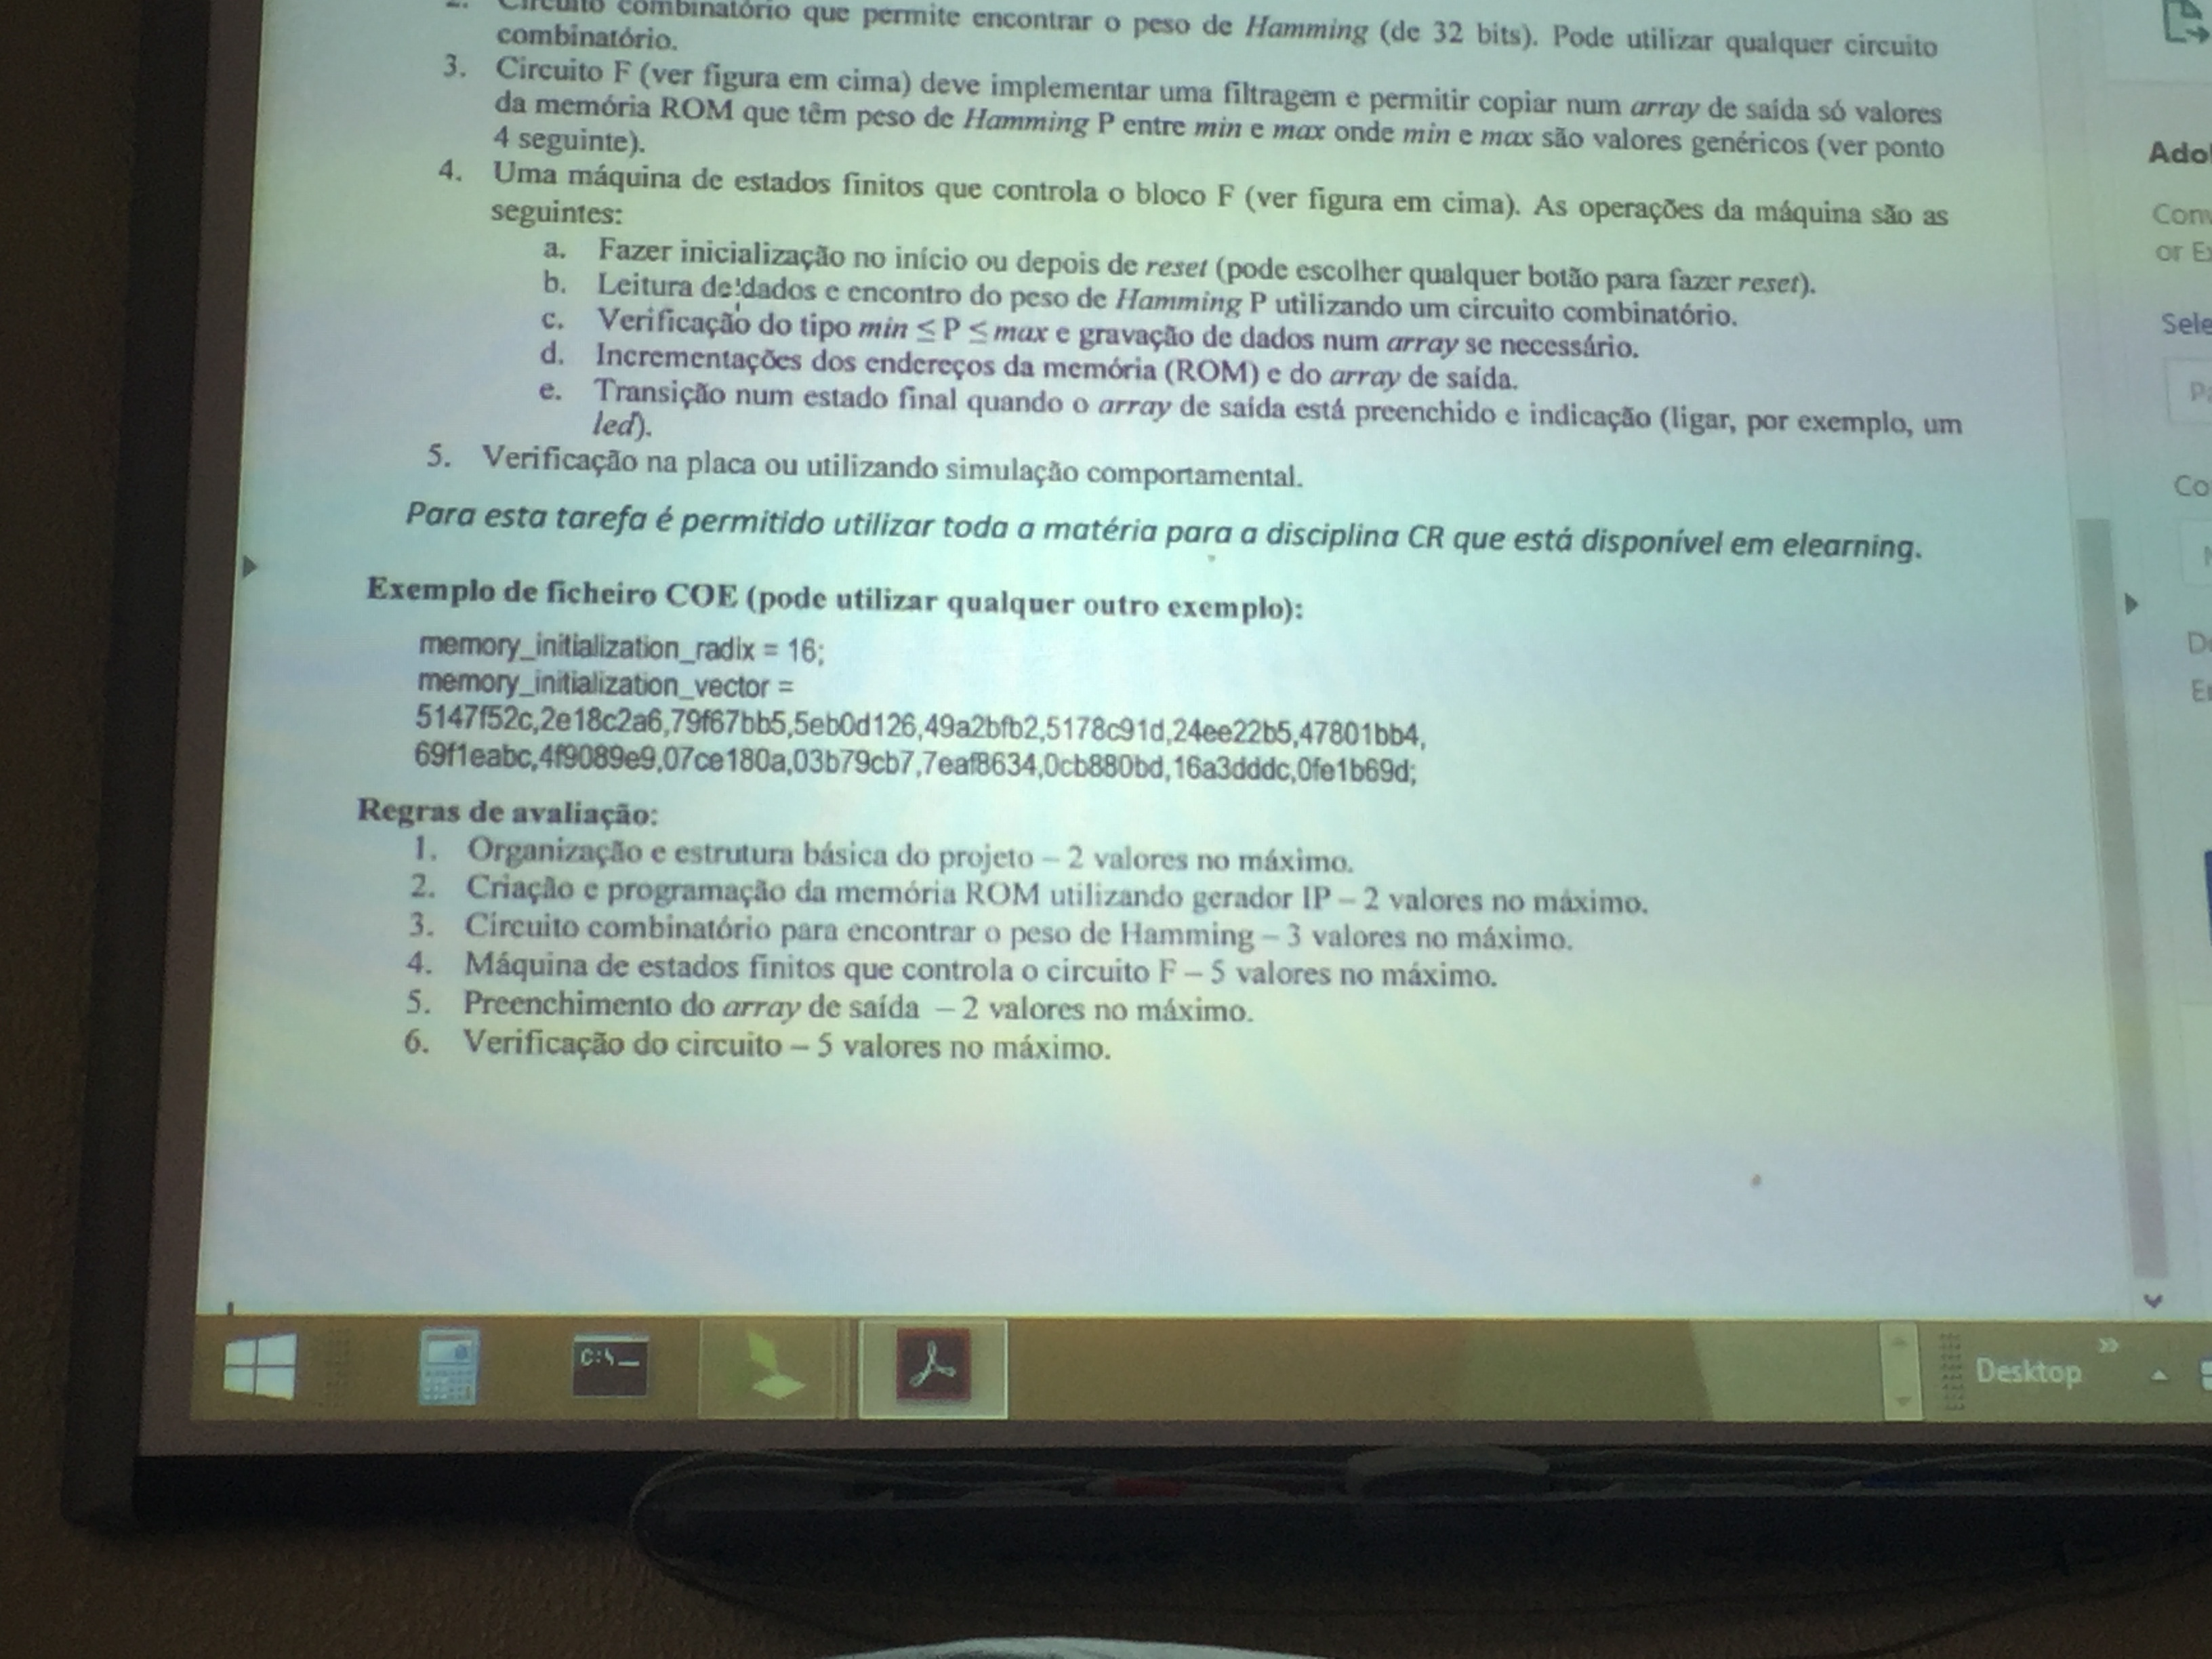 2. Circuito combinatório que permite encontrar o peso de Hamming (de 32 bits). Pode utilizar qualquer circuito
combinatório.
3. Circuito F (ver figura em cima) deve implementar uma filtragem e permitir copiar num array de saída só valores
da memória ROM que têm peso de Hamming P entre min e max onde min e max são valores genéricos (ver ponto
4 seguinte).
4. Uma máquina de estados finitos que controla o bloco F (ver figura em cima). As operações da máquina são as
seguintes:
a. Fazer inicialização no início ou depois de reset (pode escolher qualquer botão para fazer reset).
b. Leitura de dados e encontro do peso de Hamming P utilizando um circuito combinatório.
c. Verificação do tipo min ≤ P ≤ max e gravação de dados num array se necessário.
d. Incrementações dos endereços da memória (ROM) e do array de saída.
e. Transição num estado final quando o array de saída está preenchido e indicação (ligar, por exemplo, um
led).
5. Verificação na placa ou utilizando simulação comportamental.
Para esta tarefa é permitido utilizar toda a matéria para a disciplina CR que está disponível em elearning.
Exemplo de ficheiro COE (pode utilizar qualquer outro exemplo):
memory_initialization_radix = 16;
memory_initialization_vector =
5147f52c,2e18c2a6,79f67bb5,5eb0d126,49a2bfb2,5178c91d,24ee22b5,47801bb4,
69f1eabc,4f9089e9,07ce180a,03b79cb7,7eaf8634,0cb880bd,16a3dddc,0fe1b69d;
Regras de avaliação:
1. Organização e estrutura básica do projeto – 2 valores no máximo.
2. Criação e programação da memória ROM utilizando gerador IP – 2 valores no máximo.
3. Circuito combinatório para encontrar o peso de Hamming – 3 valores no máximo.
4. Máquina de estados finitos que controla o circuito F – 5 valores no máximo.
5. Preenchimento do array de saída – 2 valores no máximo.
6. Verificação do circuito – 5 valores no máximo.
Ado
Con
or E
Sele
Pa
Co
D
E
C:\
Desktop